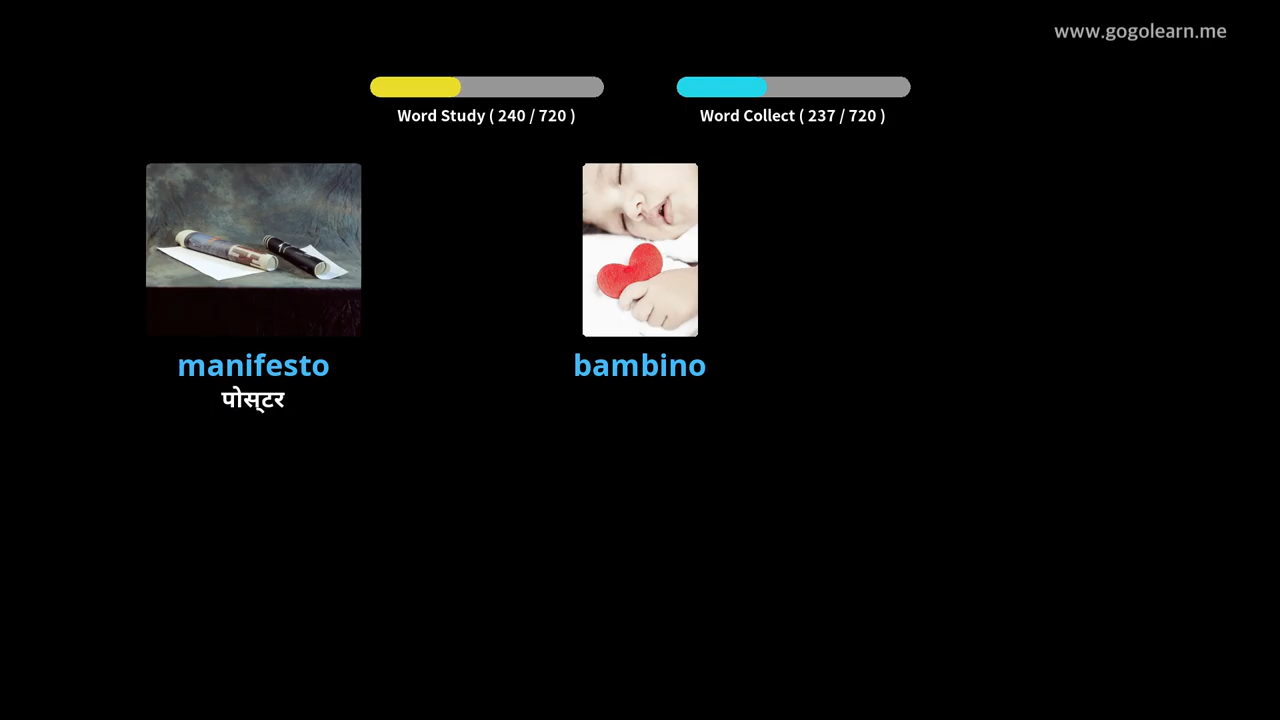 www.gogolearn.me
Word Study ( 240 / 720 )
Word Collect ( 237 / 720 )
manifesto
पोस्टर
bambino